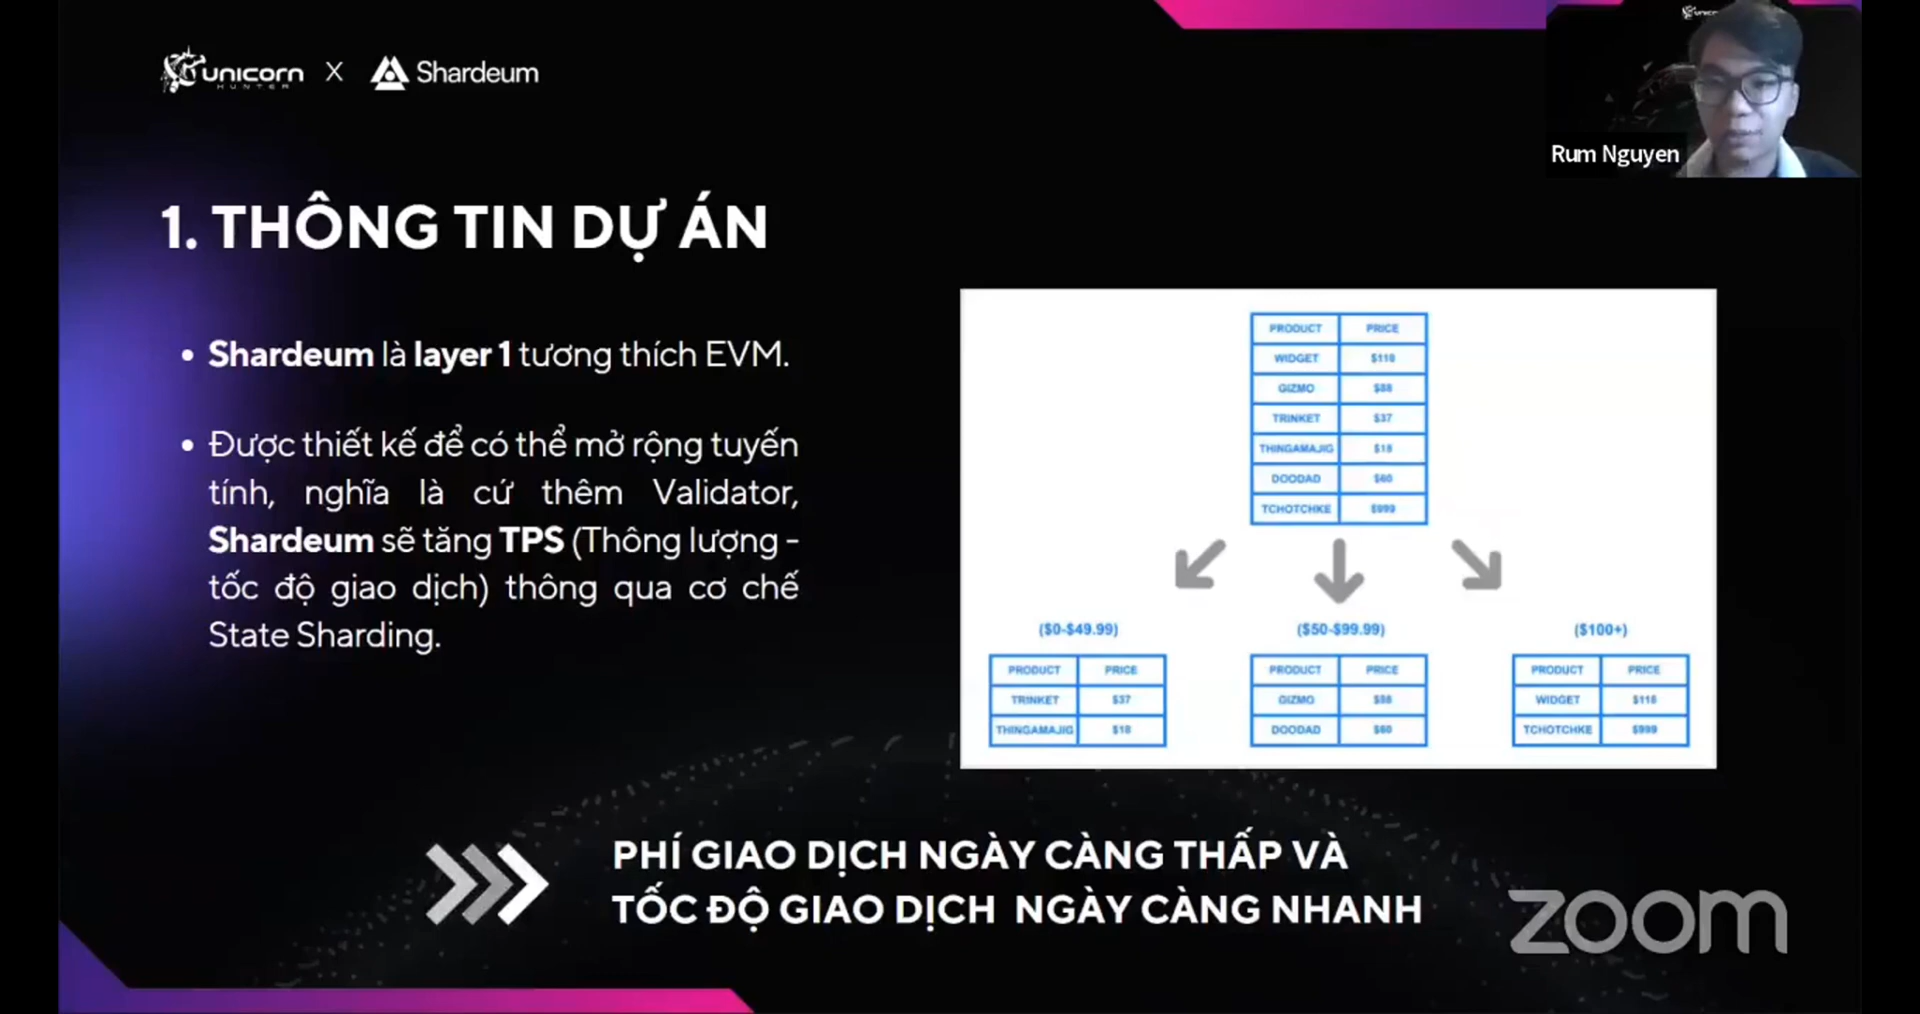 unicorn
HUNTER
X
Shardeum
Rum Nguyen
1. THÔNG TIN DỰ ÁN
Shardeum là layer 1 tương thích EVM.
Được thiết kế để có thể mở rộng tuyến
tính, nghĩa là cứ thêm Validator,
Shardeum sẽ tăng TPS (Thông lượng -
tốc độ giao dịch) thông qua cơ chế
State Sharding.
PRODUCT PRICE
WIDGET
GIZMO $88
TRINKET $37
THINGAMAJIG $18
DOODAD $60
TCHOTCHKE $999
($0-$49.99)
PRODUCT PRICE
TRINKET $37
THINGAMAJIG $18
($50-$99.99)
PRODUCT PRICE
GIZMO $88
DOODAD $60
($100+)
PRODUCT PRICE
WIDGET
TCHOTCHKE $999
PHÍ GIAO DỊCH NGÀY CÀNG THẤP VÀ
TỐC ĐỘ GIAO DỊCH NGÀY CÀNG NHANH
zoom